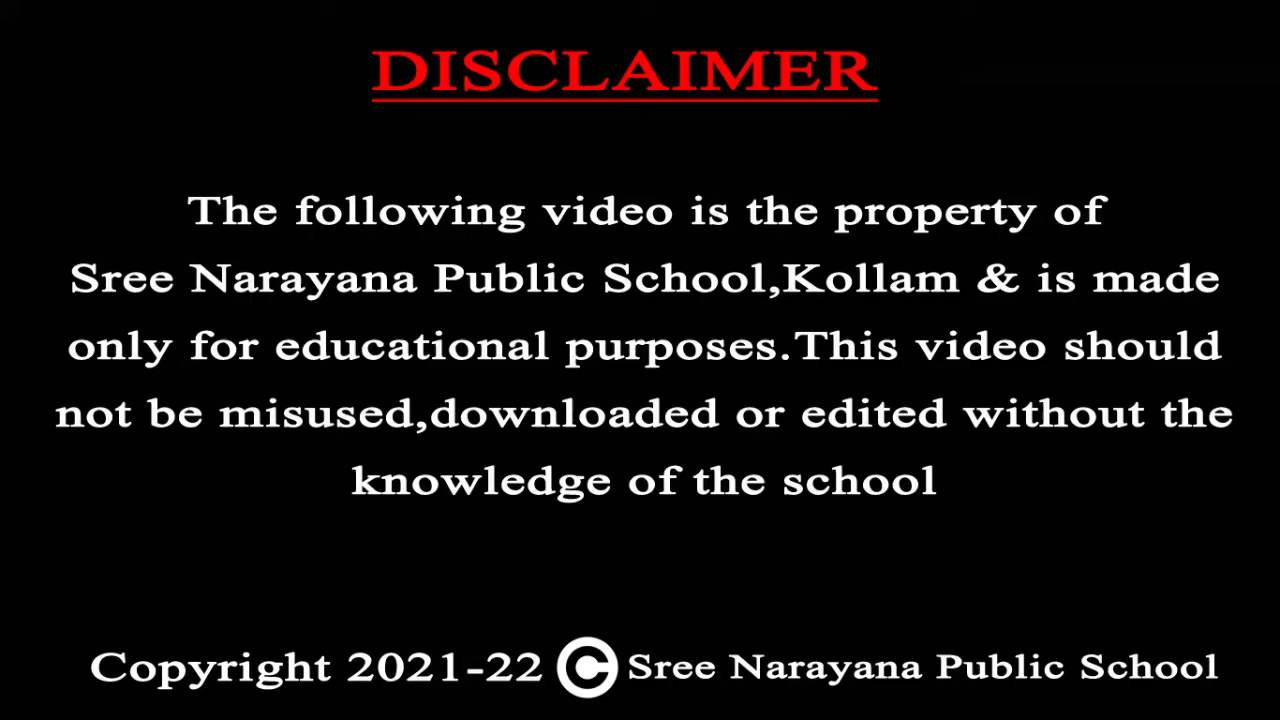 DISCLAIMER
The following video is the property of
Sree Narayana Public School,Kollam & is made
only for educational purposes.This video should
not be misused,downloaded or edited without the
knowledge of the school
Copyright 2021-22 © Sree Narayana Public School